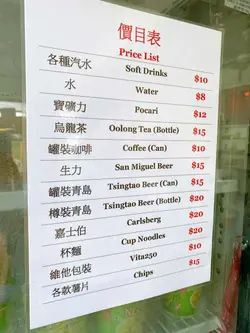 價目表
Price List
各種汽水 Soft Drinks $10
水 Water $8
寶礦力 Pocari $12
烏龍茶 Oolong Tea (Bottle) $15
罐裝咖啡 Coffee (Can) $10
生力 San Miguel Beer $15
罐裝青島 Tsingtao Beer (Can) $15
樽裝青島 Tsingtao Beer (Bottle) $20
嘉士伯 Carlsberg $20
杯麵 Cup Noodles $20
維他包裝 Vita250 $10
各款薯片 Chips $15